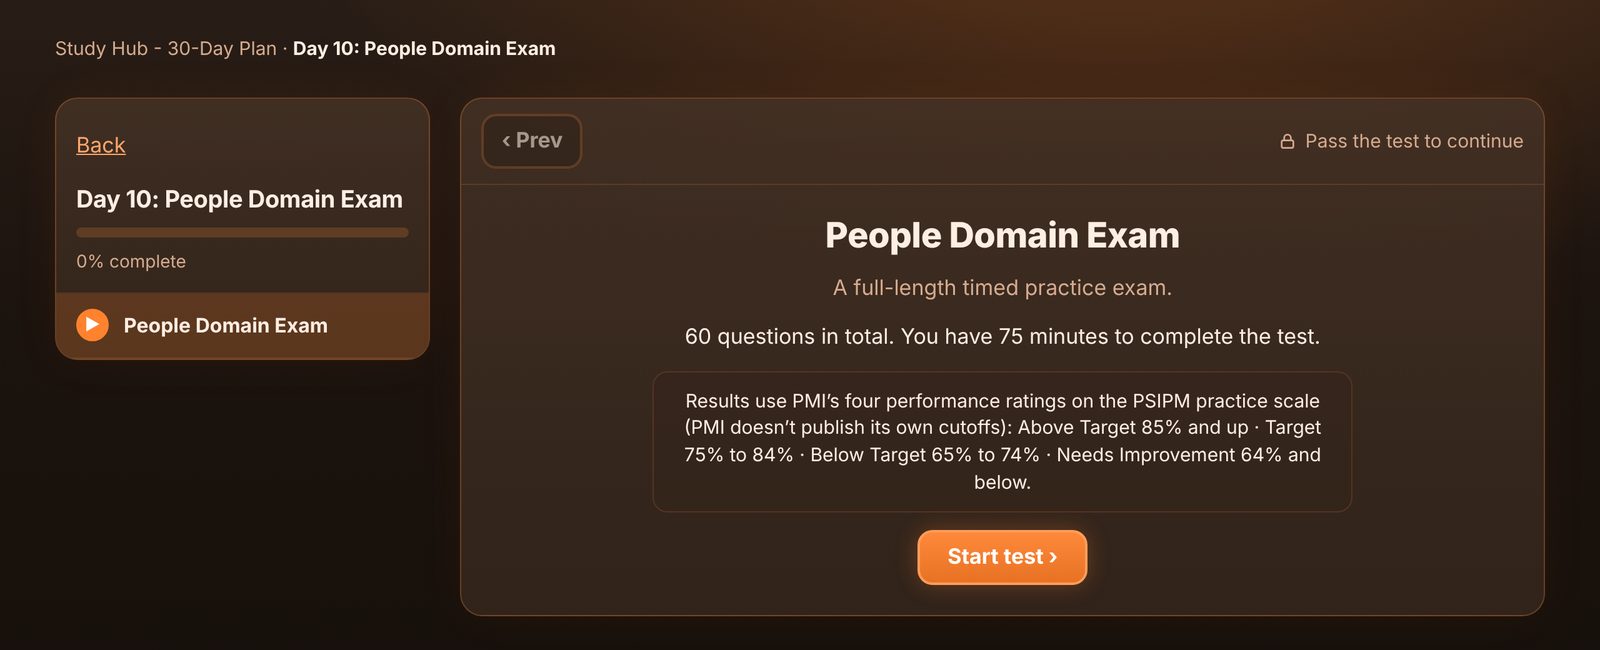 Study Hub - 30-Day Plan · Day 10: People Domain Exam
Back
Day 10: People Domain Exam
0% complete
People Domain Exam
‹ Prev
Pass the test to continue
People Domain Exam
A full-length timed practice exam.
60 questions in total. You have 75 minutes to complete the test.
Results use PMI’s four performance ratings on the PSIPM practice scale
(PMI doesn’t publish its own cutoffs): Above Target 85% and up · Target
75% to 84% · Below Target 65% to 74% · Needs Improvement 64% and
below.
Start test ›